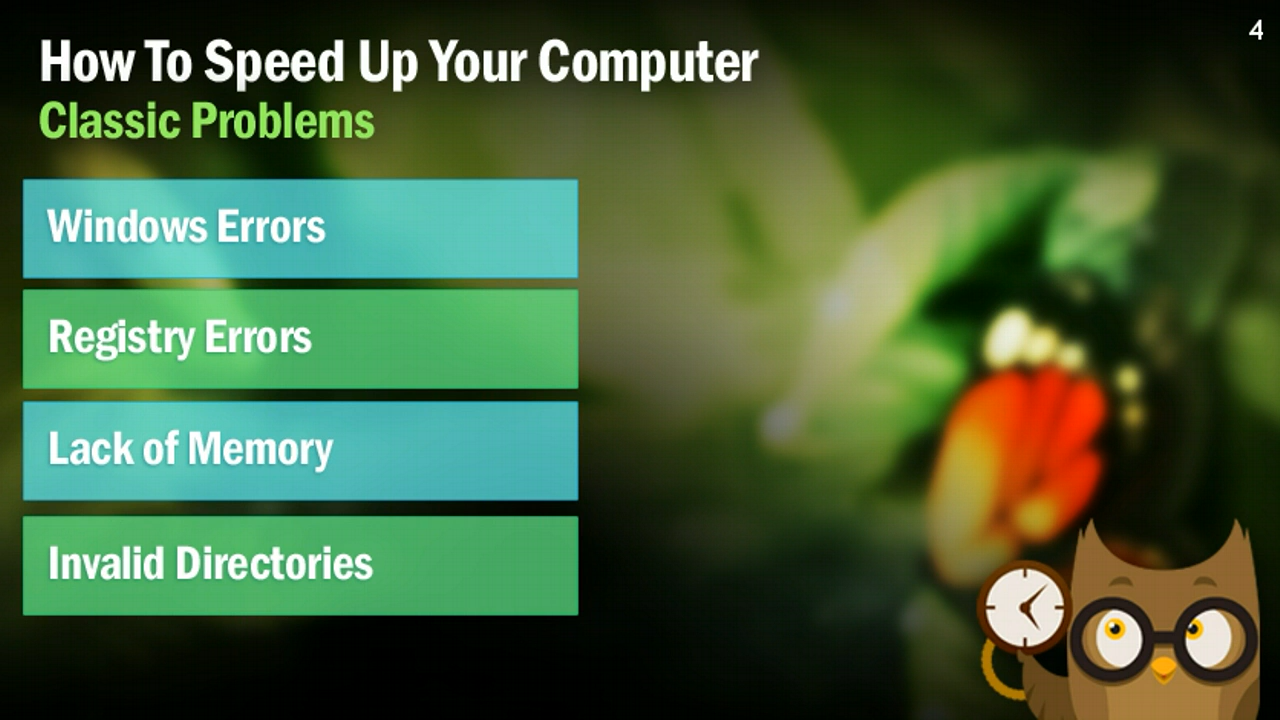 4
How To Speed Up Your Computer
Classic Problems
Windows Errors
Registry Errors
Lack of Memory
Invalid Directories